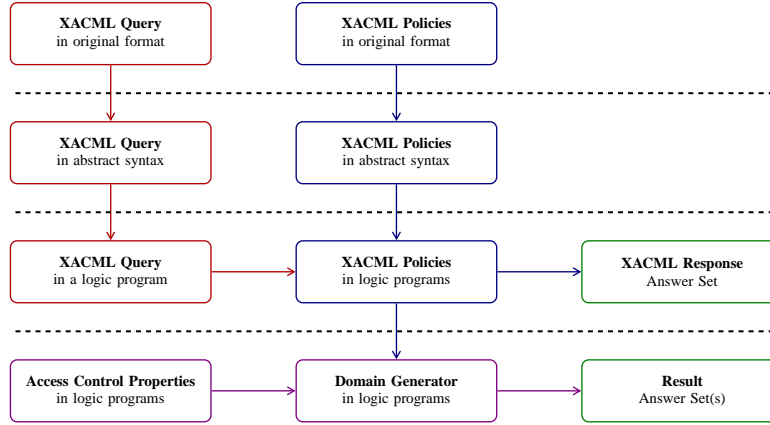 XACML Query
in original format
XACML Policies
in original format
XACML Query
in abstract syntax
XACML Policies
in abstract syntax
XACML Query
in a logic program
XACML Policies
in logic programs
XACML Response
Answer Set
Access Control Properties
in logic programs
Domain Generator
in logic programs
Result
Answer Set(s)